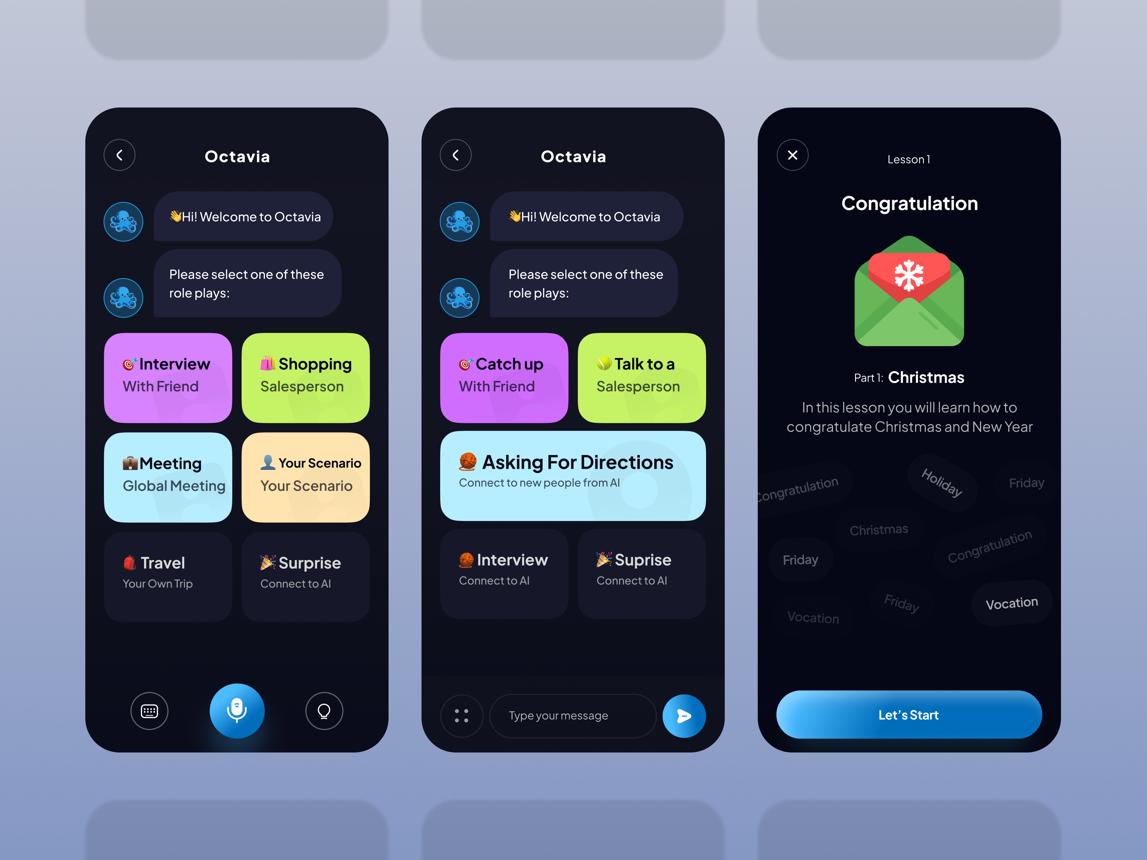 Octavia
👋Hi! Welcome to Octavia
Please select one of these
role plays:
🎯Interview
With Friend
🛍️Shopping
Salesperson
💼Meeting
Global Meeting
👤Your Scenario
Your Scenario
🎒Travel
Your Own Trip
🎉Surprise
Connect to AI
Octavia
👋Hi! Welcome to Octavia
Please select one of these
role plays:
🎯Catch up
With Friend
🎾Talk to a
Salesperson
🧶Asking For Directions
Connect to new people from AI
🧶Interview
Connect to AI
🎉Suprise
Connect to AI
Type your message
Lesson 1
Congratulation
Part 1: Christmas
In this lesson you will learn how to
congratulate Christmas and New Year
Congratulation
Holiday
Friday
Christmas
Friday
Congratulation
Vocation
Friday
Vocation
Let's Start